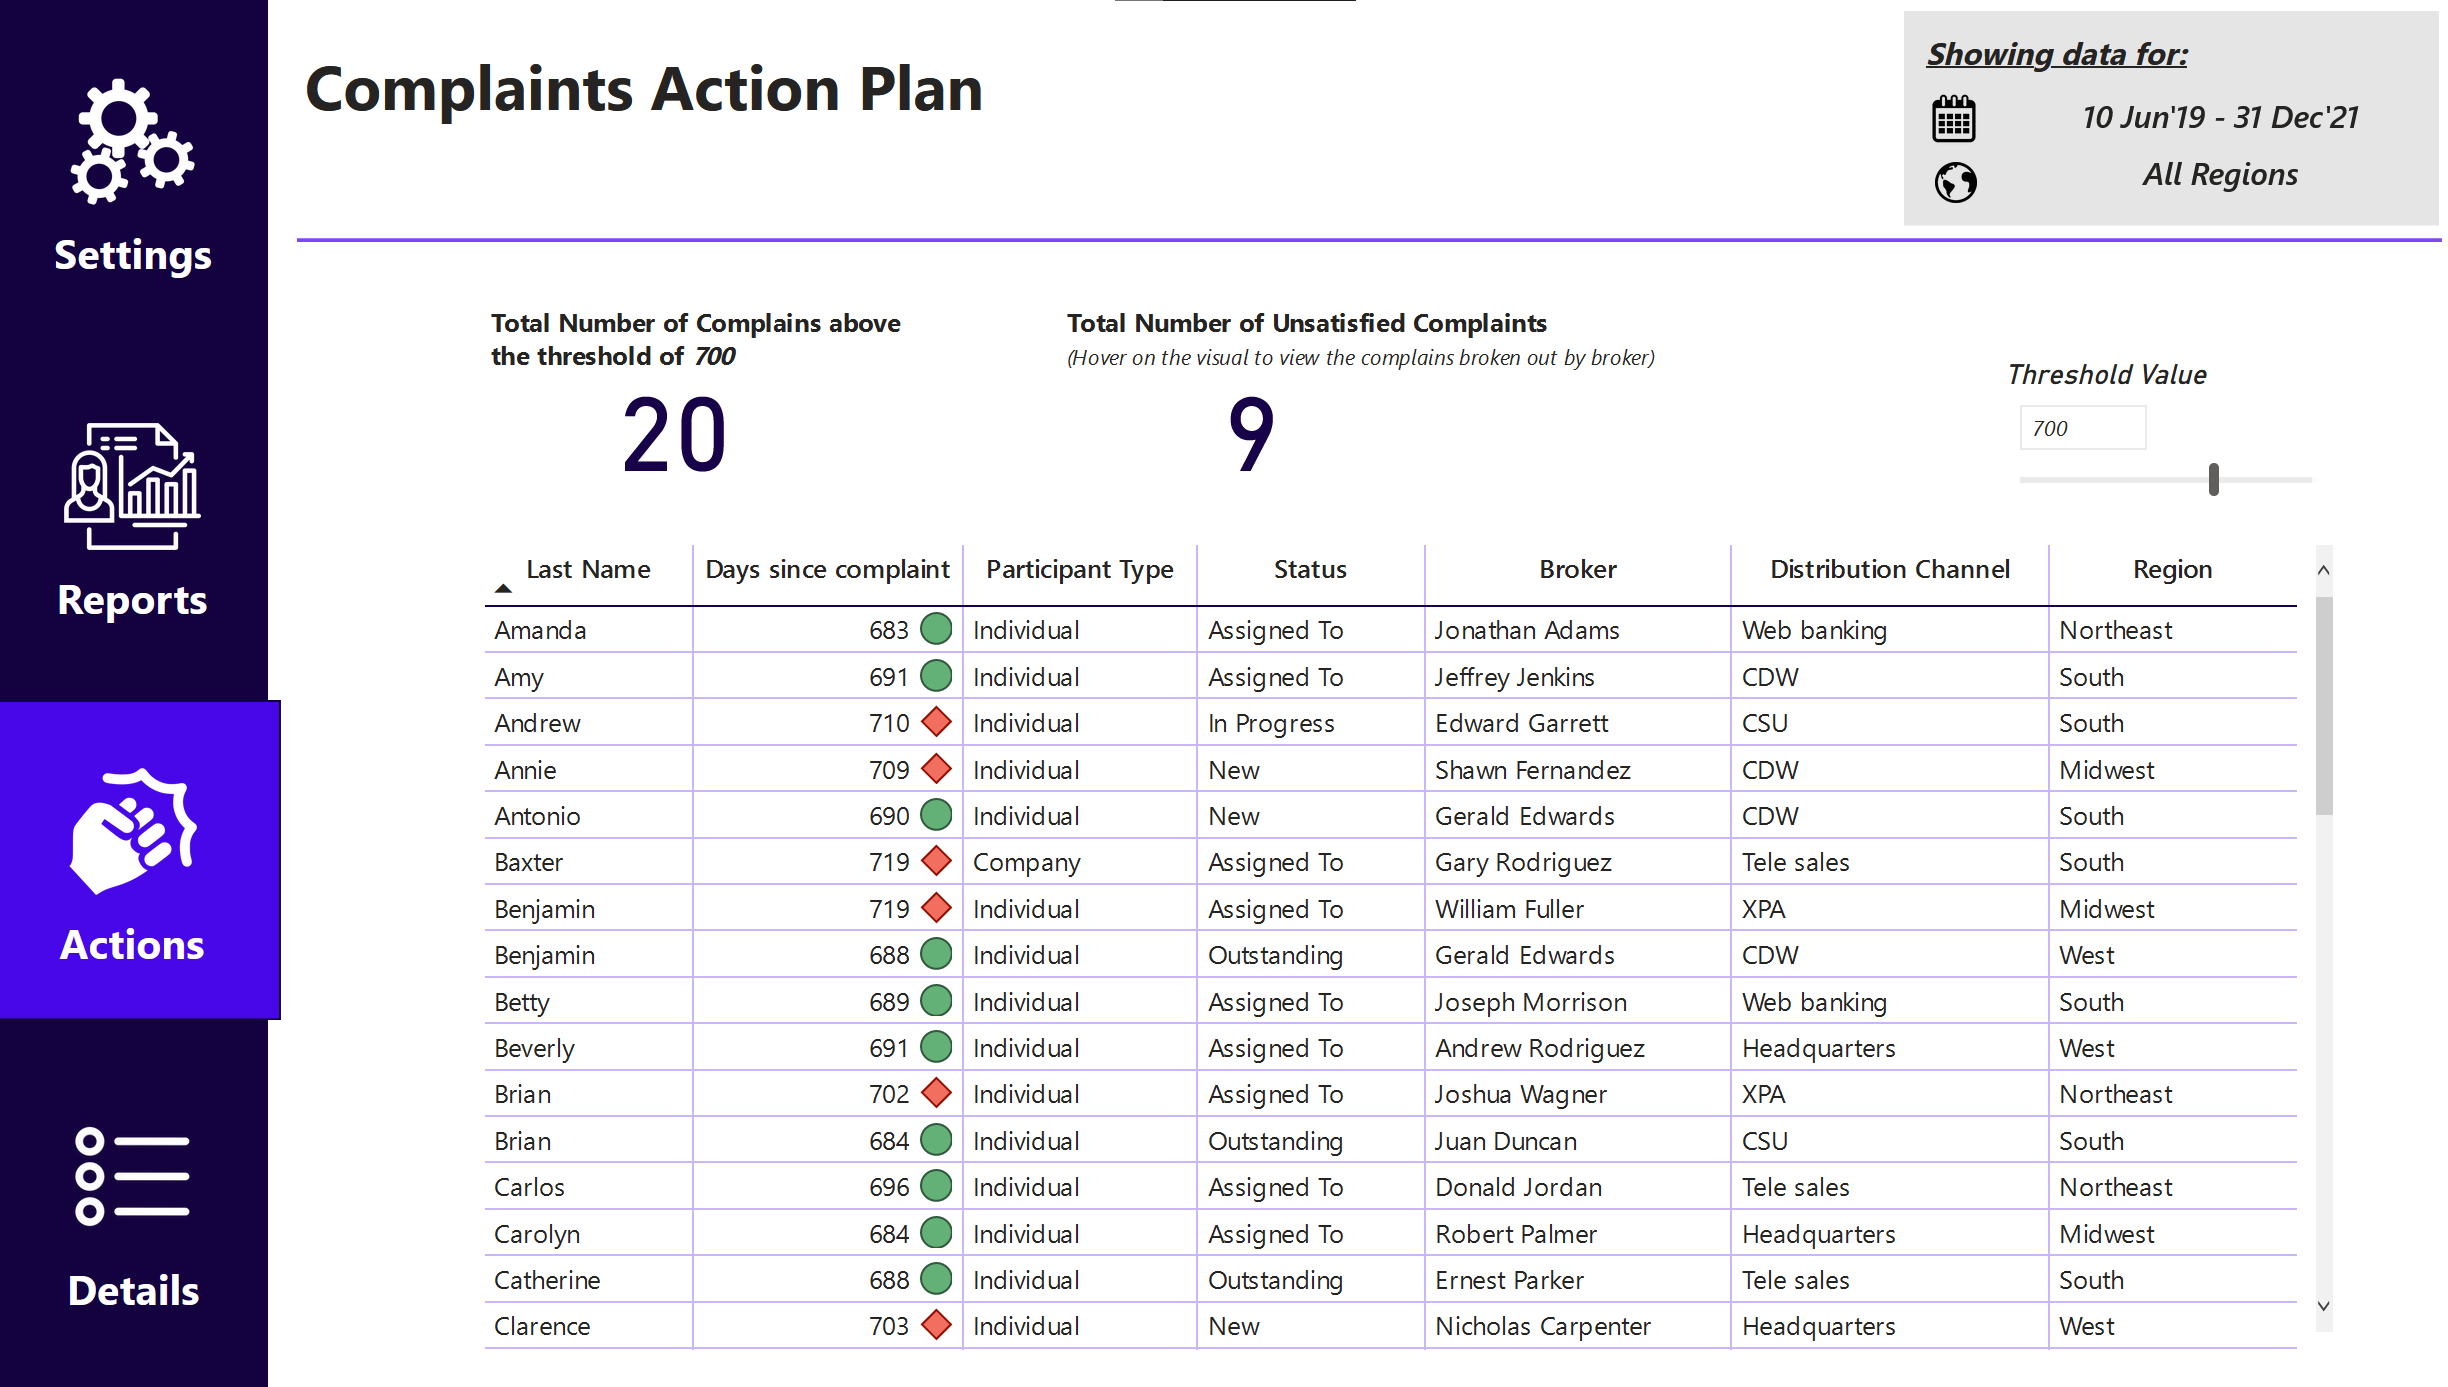 Settings
Reports
Actions
Details
Complaints Action Plan
Showing data for:
10 Jun'19 - 31 Dec'21
All Regions
Total Number of Complains above
the threshold of 700
20
Total Number of Unsatisfied Complaints
(Hover on the visual to view the complains broken out by broker)
9
Threshold Value
700
Last Name Days since complaint Participant Type Status Broker Distribution Channel Region
Amanda 683 Individual Assigned To Jonathan Adams Web banking Northeast
Amy 691 Individual Assigned To Jeffrey Jenkins CDW South
Andrew 710 Individual In Progress Edward Garrett CSU South
Annie 709 Individual New Shawn Fernandez CDW Midwest
Antonio 690 Individual New Gerald Edwards CDW South
Baxter 719 Company Assigned To Gary Rodriguez Tele sales South
Benjamin 719 Individual Assigned To William Fuller XPA Midwest
Benjamin 688 Individual Outstanding Gerald Edwards CDW West
Betty 689 Individual Assigned To Joseph Morrison Web banking South
Beverly 691 Individual Assigned To Andrew Rodriguez Headquarters West
Brian 702 Individual Assigned To Joshua Wagner XPA Northeast
Brian 684 Individual Outstanding Juan Duncan CSU South
Carlos 696 Individual Assigned To Donald Jordan Tele sales Northeast
Carolyn 684 Individual Assigned To Robert Palmer Headquarters Midwest
Catherine 688 Individual Outstanding Ernest Parker Tele sales South
Clarence 703 Individual New Nicholas Carpenter Headquarters West